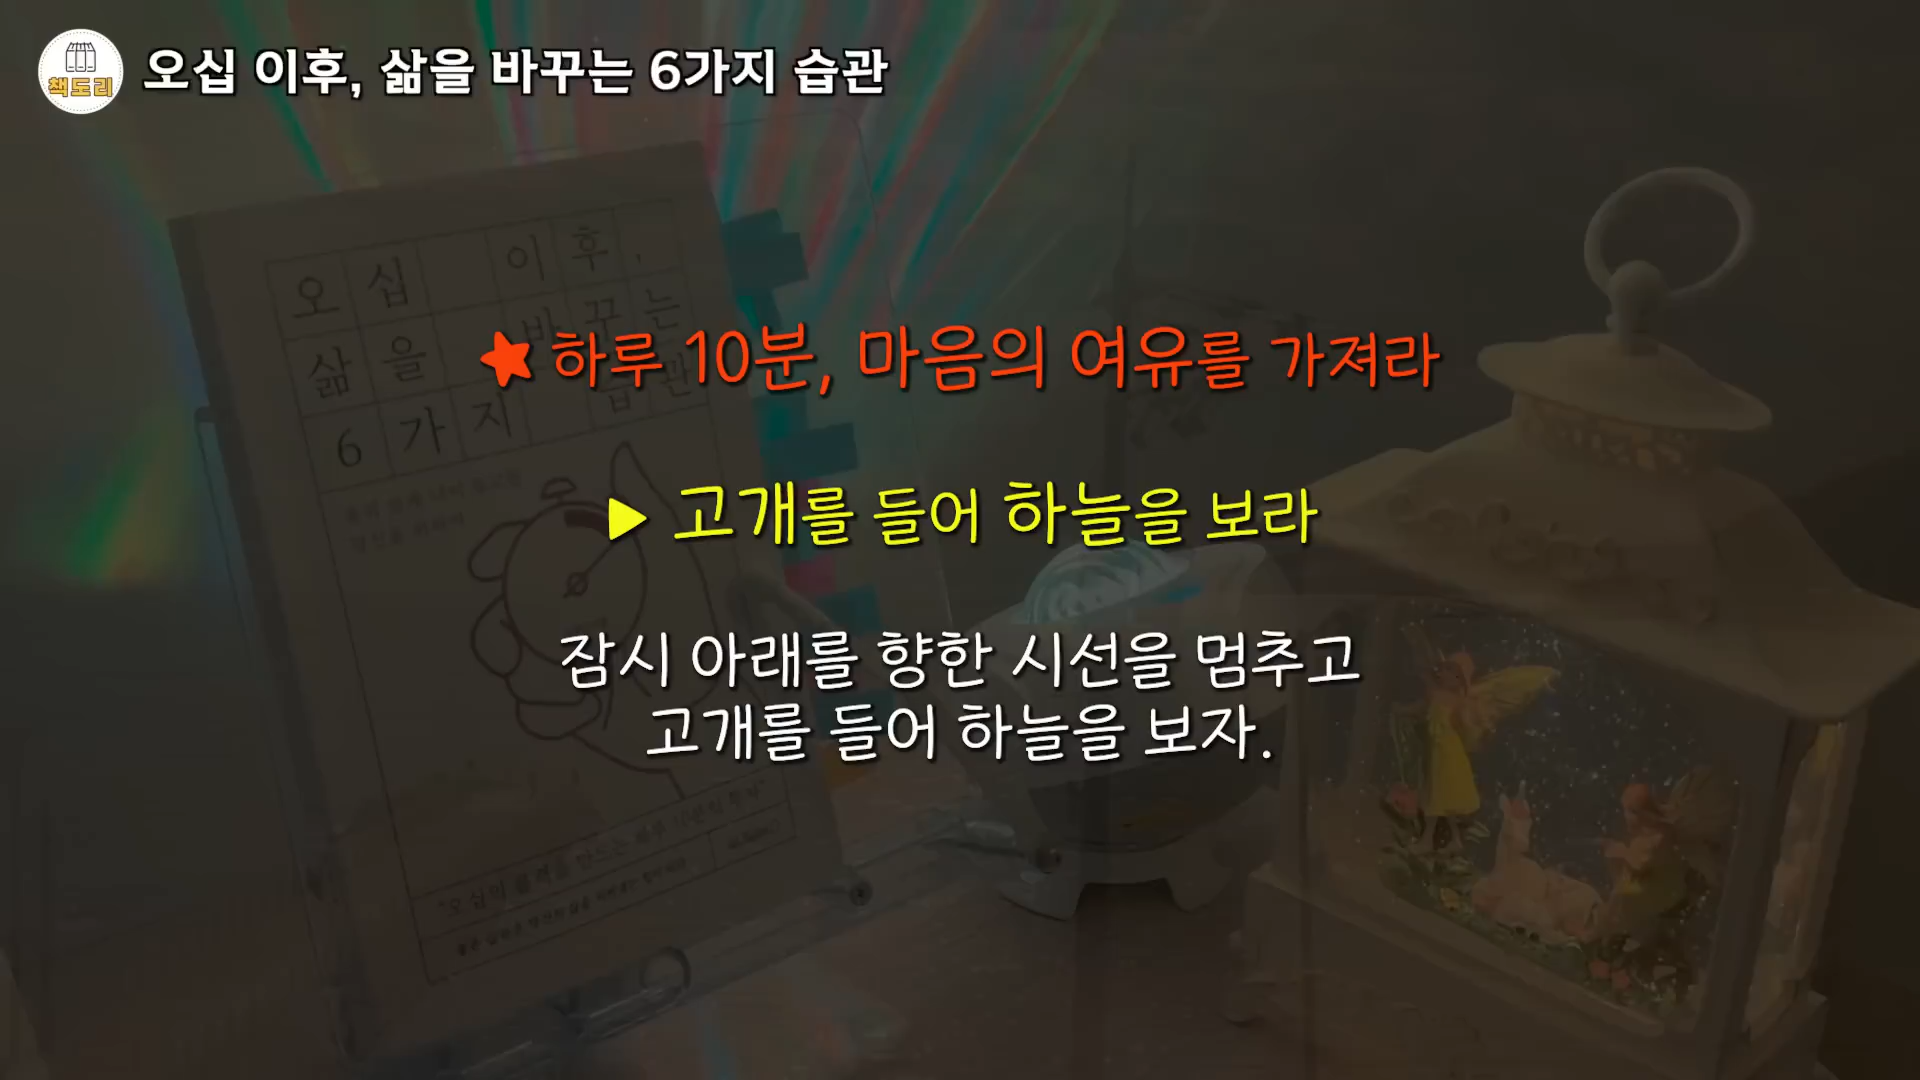 책도리
오십 이후, 삶을 바꾸는 6가지 습관
오십 이후,
삶을 바꾸는
6가지 습관
★ 하루 10분, 마음의 여유를 가져라
▶ 고개를 들어 하늘을 보라
잠시 아래를 향한 시선을 멈추고
고개를 들어 하늘을 보자.